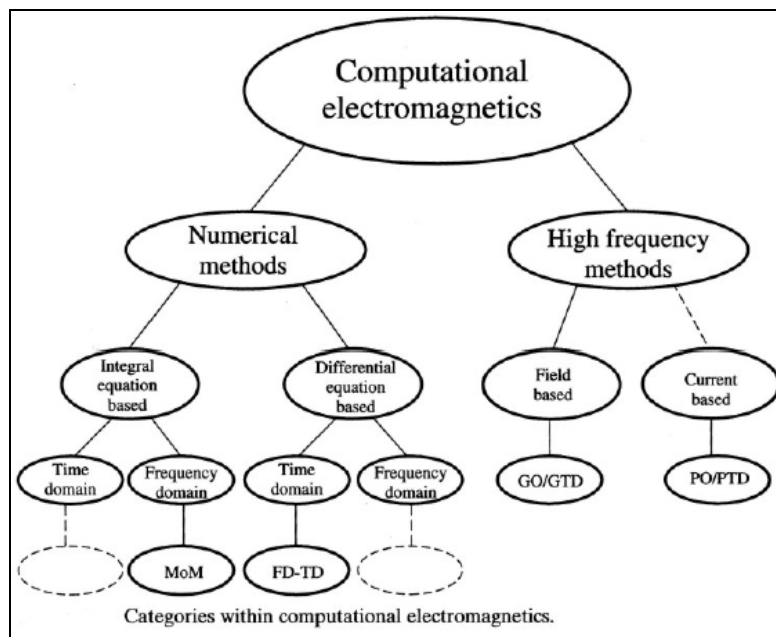 Computational
electromagnetics
Numerical
methods
High frequency
methods
Integral
equation
based
Differential
equation
based
Field
based
Current
based
Time
domain
Frequency
domain
Time
domain
Frequency
domain
GO/GTD
PO/PTD
MoM
FD-TD
Categories within computational electromagnetics.